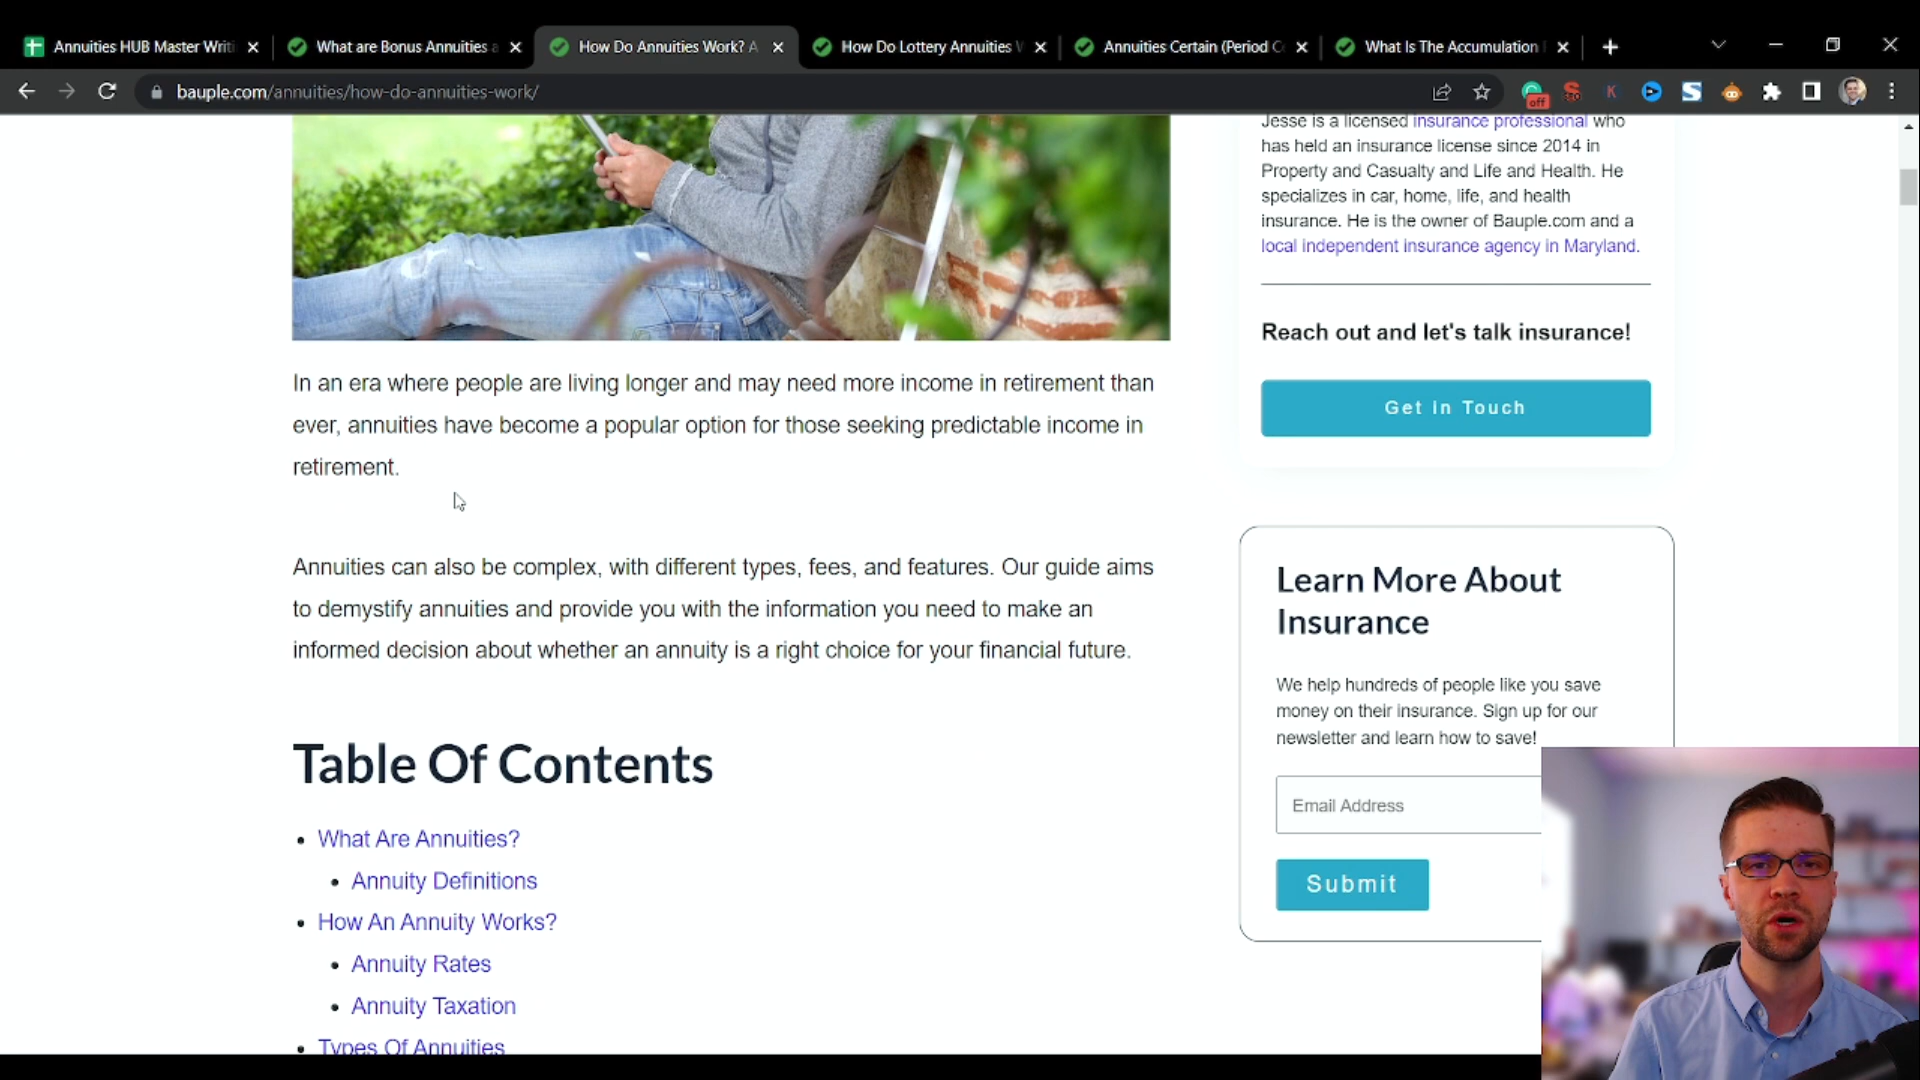 Annuities HUB Master Writi
What are Bonus Annuities a
How Do Annuities Work? A
How Do Lottery Annuities W
Annuities Certain (Period C
What Is The Accumulation
bauple.com/annuities/how-do-annuities-work/
off
Jesse is a licensed insurance professional who
has held an insurance license since 2014 in
Property and Casualty and Life and Health. He
specializes in car, home, life, and health
insurance. He is the owner of Bauple.com and a
local independent insurance agency in Maryland.
Reach out and let's talk insurance!
Get In Touch
In an era where people are living longer and may need more income in retirement than
ever, annuities have become a popular option for those seeking predictable income in
retirement.
Annuities can also be complex, with different types, fees, and features. Our guide aims
to demystify annuities and provide you with the information you need to make an
informed decision about whether an annuity is a right choice for your financial future.
Learn More About
Insurance
We help hundreds of people like you save
money on their insurance. Sign up for our
newsletter and learn how to save!
Email Address
Submit
Table Of Contents
What Are Annuities?
Annuity Definitions
How An Annuity Works?
Annuity Rates
Annuity Taxation
Types Of Annuities